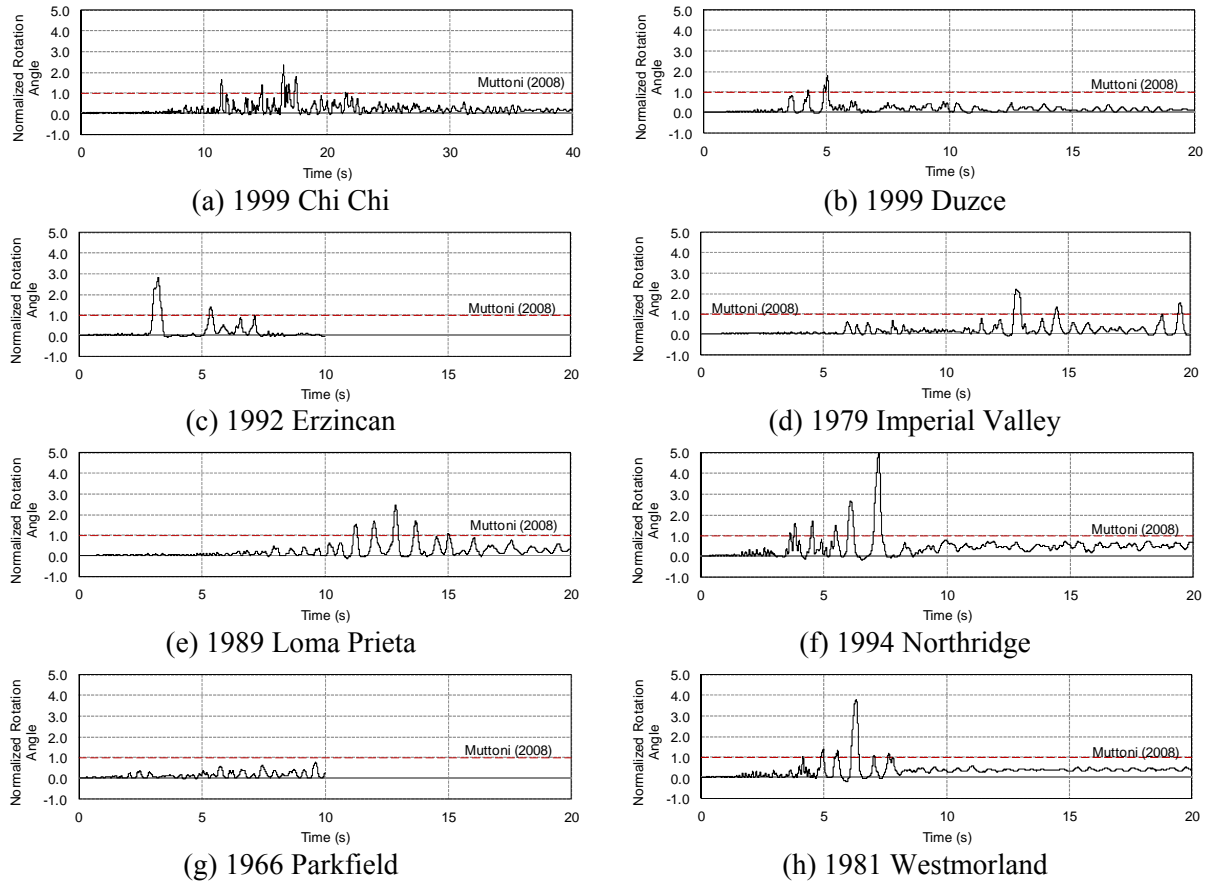 5.0
4.0
3.0
2.0
1.0
0.0
-1.0
Normalized Rotation
Angle
Muttoni (2008)
0 10 20 30 40
Time (s)
(a) 1999 Chi Chi
5.0
4.0
3.0
2.0
1.0
0.0
-1.0
Normalized Rotation
Angle
Muttoni (2008)
0 5 10 15 20
Time (s)
(b) 1999 Duzce
5.0
4.0
3.0
2.0
1.0
0.0
-1.0
Normalized Rotation
Angle
Muttoni (2008)
0 5 10 15 20
Time (s)
(c) 1992 Erzincan
5.0
4.0
3.0
2.0
1.0
0.0
-1.0
Normalized Rotation
Angle
Muttoni (2008)
0 5 10 15 20
Time (s)
(d) 1979 Imperial Valley
5.0
4.0
3.0
2.0
1.0
0.0
-1.0
Normalized Rotation
Angle
Muttoni (2008)
0 5 10 15 20
Time (s)
(e) 1989 Loma Prieta
5.0
4.0
3.0
2.0
1.0
0.0
-1.0
Normalized Rotation
Angle
Muttoni (2008)
0 5 10 15 20
Time (s)
(f) 1994 Northridge
5.0
4.0
3.0
2.0
1.0
0.0
-1.0
Normalized Rotation
Angle
Muttoni (2008)
0 5 10 15 20
Time (s)
(g) 1966 Parkfield
5.0
4.0
3.0
2.0
1.0
0.0
-1.0
Normalized Rotation
Angle
Muttoni (2008)
0 5 10 15 20
Time (s)
(h) 1981 Westmorland